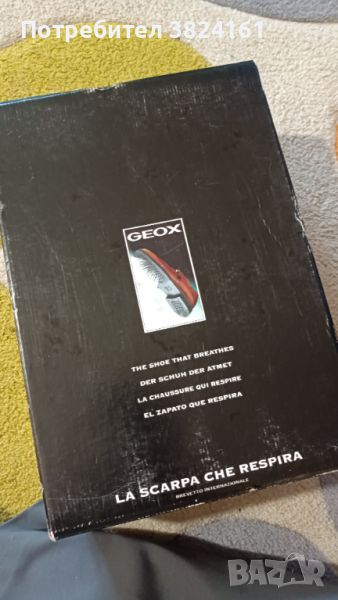 Потребител 3824161
GEOX
THE SHOE THAT BREATHES
DER SCHUH DER ATMET
LA CHAUSSURE QUI RESPIRE
EL ZAPATO QUE RESPIRA
LA SCARPA CHE RESPIRA
BREVETTO INTERNAZIONALE
BAZAR